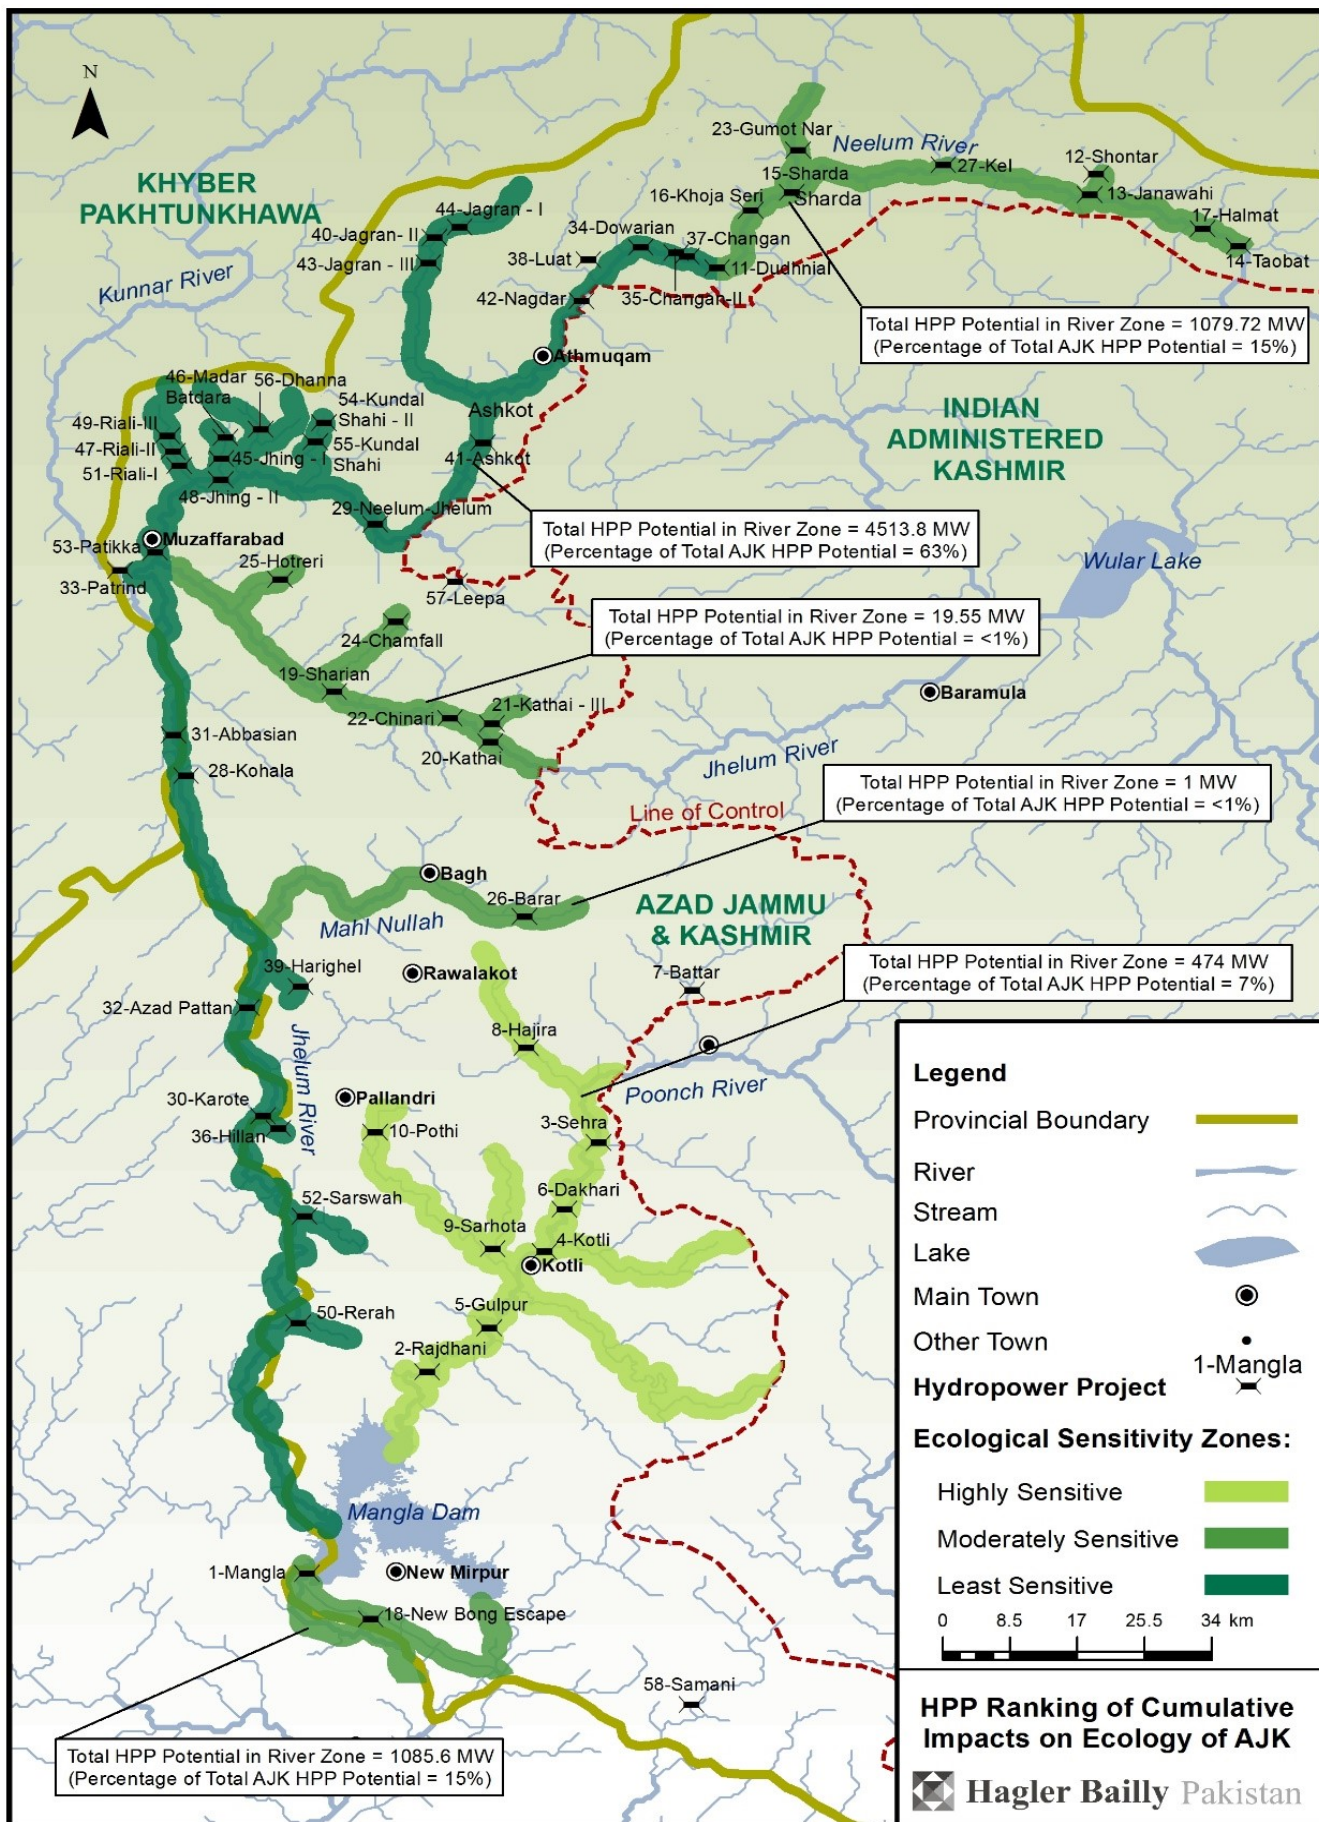 N
KHYBER
PAKHTUNKHAWA
Kunnar River
23-Gumot Nar
Neelum River
27-Kel
12-Shontar
15-Sharda
Sharda
13-Janawahi
16-Khoja Seri
17-Halmat
14-Taobat
44-Jagran - I
40-Jagran- II
43-Jagran - III
34-Dowarian
37-Changan
38-Luat
11-Dudhnial
35-Changan-II
42-Nagdar
Athmuqam
Total HPP Potential in River Zone = 1079.72 MW
(Percentage of Total AJK HPP Potential = 15%)
46-Madar
Batdara
56-Dhanna
54-Kundal
Shahi - II
49-Riali-III
47-Riali-II
51-Riali-I
55-Kundal
Shahi
45-Jhing - I
48-Jhing - II
Ashkot
41-Ashkot
INDIAN
ADMINISTERED
KASHMIR
29-Neelum-Jhelum
Total HPP Potential in River Zone = 4513.8 MW
(Percentage of Total AJK HPP Potential = 63%)
Muzaffarabad
53-Patikka
33-Patrind
25-Hotreri
57-Leepa
Wular Lake
24-Chamfall
Total HPP Potential in River Zone = 19.55 MW
(Percentage of Total AJK HPP Potential = <1%)
19-Sharian
22-Chinari
21-Kathai - III
20-Kathai
Baramula
31-Abbasian
28-Kohala
Jhelum River
Line of Control
Total HPP Potential in River Zone = 1 MW
(Percentage of Total AJK HPP Potential = <1%)
Bagh
26-Barar
Mahl Nullah
AZAD JAMMU
& KASHMIR
39-Harighel
Rawalakot
7-Battar
Total HPP Potential in River Zone = 474 MW
(Percentage of Total AJK HPP Potential = 7%)
32-Azad Pattan
8-Hajira
Jhelum River
Poonch River
Pallandri
30-Karote
36-Hillan
10-Pothi
3-Sehra
52-Sarswah
6-Dakhari
9-Sarhota
4-Kotli
Kotli
50-Rerah
5-Gulpur
2-Rajdhani
Mangla Dam
1-Mangla
New Mirpur
18-New Bong Escape
58-Samani
Total HPP Potential in River Zone = 1085.6 MW
(Percentage of Total AJK HPP Potential = 15%)
Legend
Provincial Boundary
River
Stream
Lake
Main Town
Other Town
1-Mangla
Hydropower Project
Ecological Sensitivity Zones:
Highly Sensitive
Moderately Sensitive
Least Sensitive
0 8.5 17 25.5 34 km
HPP Ranking of Cumulative
Impacts on Ecology of AJK
Hagler Bailly Pakistan